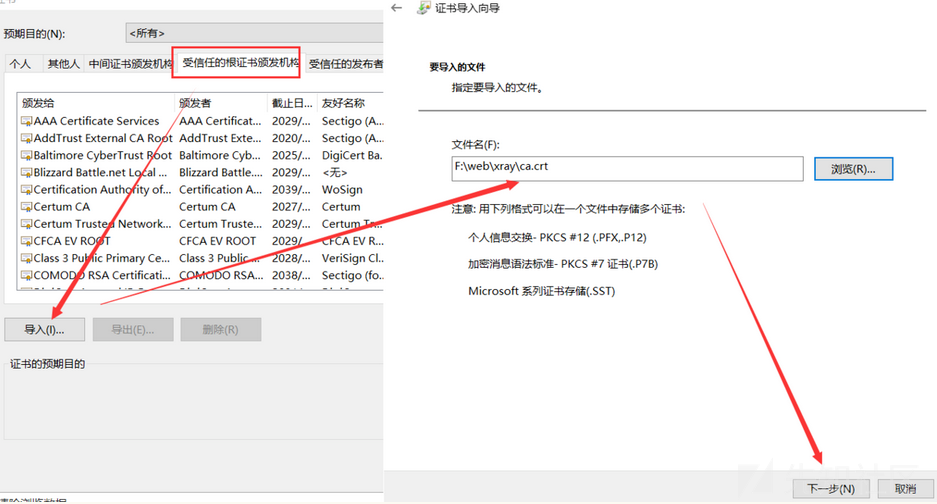 证书
预期目的(N):
<所有>
个人 其他人 中间证书颁发机构 受信任的根证书颁发机构 受信任的发布者
颁发给 颁发者 截止日... 友好名称
AAA Certificate Services AAA Certificat... 2029/... Sectigo (A...
AddTrust External CA Root AddTrust Exte... 2020/... Sectigo (A...
Baltimore CyberTrust Root Baltimore Cyb... 2025/... DigiCert Ba.
Blizzard Battle.net Local ... Blizzard Battle.... 2029/... <无>
Certification Authority of... Certification A... 2039/... WoSign
Certum CA Certum CA 2027/... Certum
Certum Trusted Network... Certum Truste... 2029/... Certum Tr...
CFCA EV ROOT CFCA EV ROOT 2029/... CFCA EV R...
Class 3 Public Primary Ce... Class 3 Public ... 2028/... VeriSign Cl...
COMODO RSA Certificati... COMODO RSA... 2038/... Sectigo (fo...
导入(I)... 导出(E)... 删除(R)
证书的预期目的
清除浏览数据
证书导入向导
要导入的文件
指定要导入的文件。
文件名(F):
F:\web\xray\ca.crt
浏览(R)...
注意: 用下列格式可以在一个文件中存储多个证书:
个人信息交换- PKCS #12 (.PFX,.P12)
加密消息语法标准- PKCS #7 证书(.P7B)
Microsoft 系列证书存储(.SST)
下一步(N) 取消